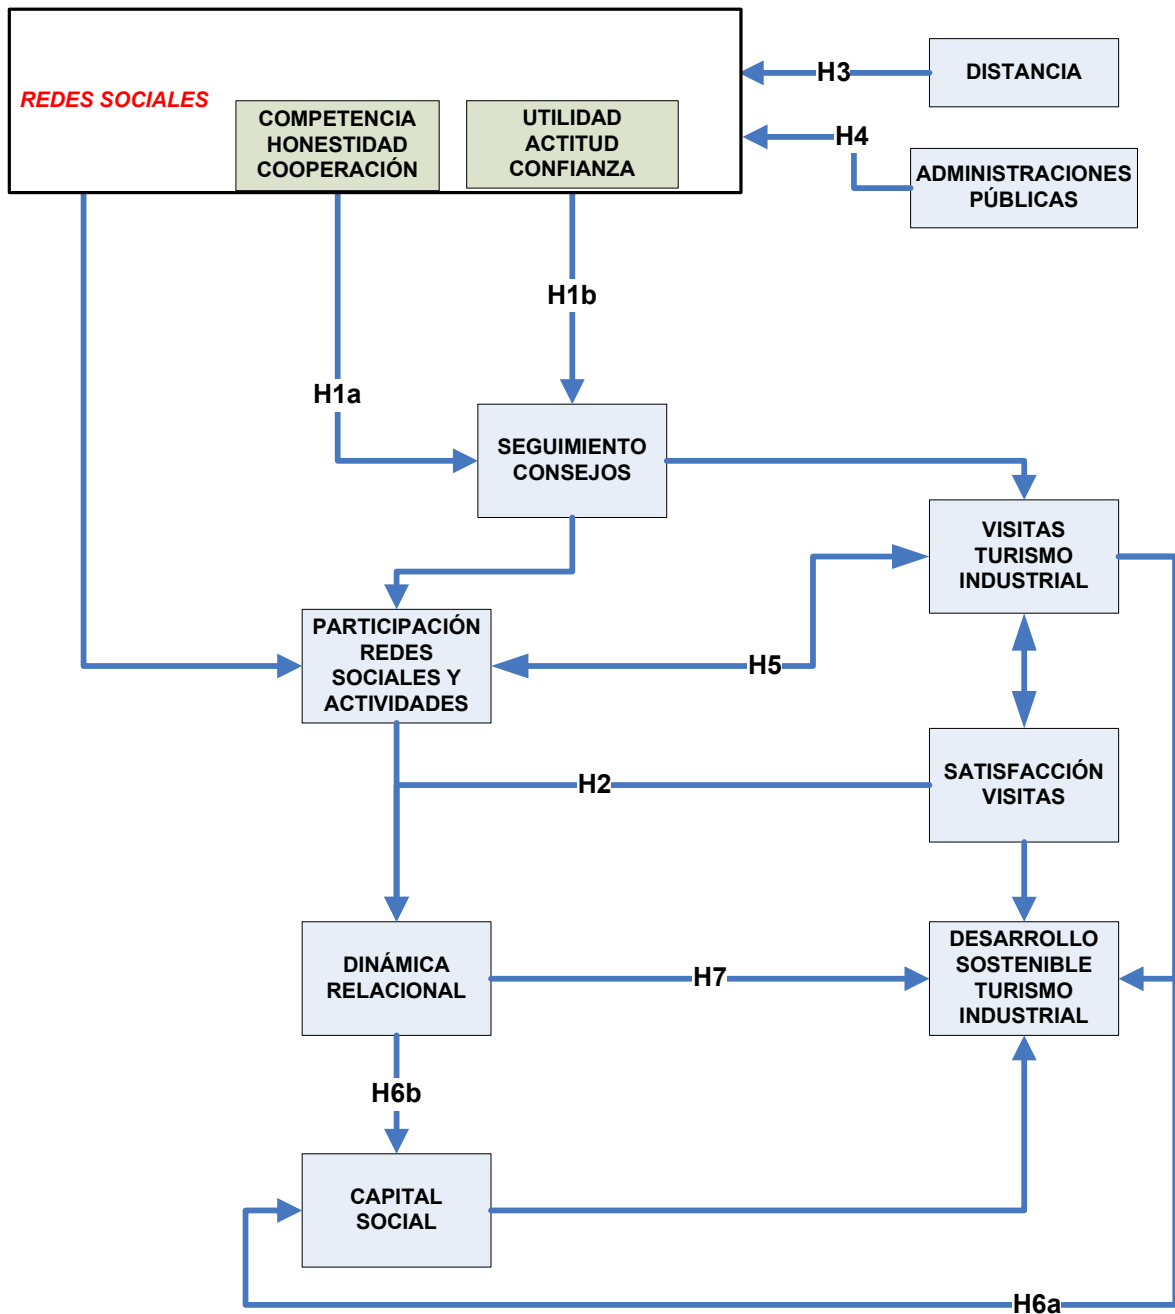 H3
DISTANCIA
REDES SOCIALES
COMPETENCIA
HONESTIDAD
COOPERACIÓN
UTILIDAD
ACTITUD
CONFIANZA
H4
ADMINISTRACIONES
PÚBLICAS
H1b
H1a
SEGUIMIENTO
CONSEJOS
VISITAS
TURISMO
INDUSTRIAL
PARTICIPACIÓN
REDES
SOCIALES Y
ACTIVIDADES
H5
H2
SATISFACCIÓN
VISITAS
DINÁMICA
RELACIONAL
H7
DESARROLLO
SOSTENIBLE
TURISMO
INDUSTRIAL
H6b
CAPITAL
SOCIAL
H6a